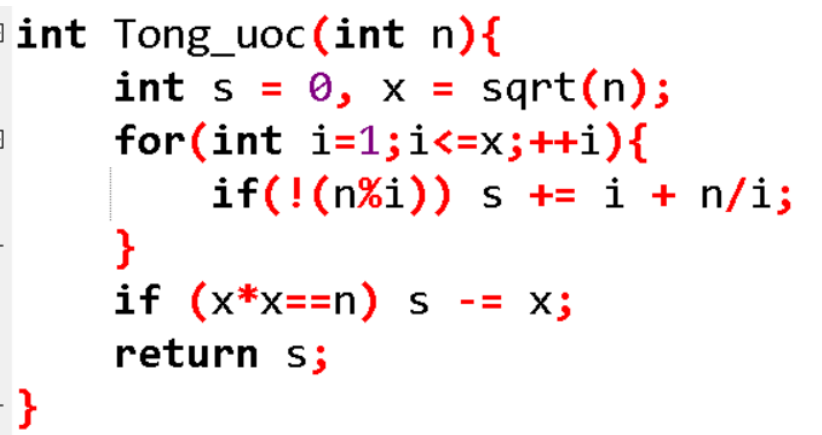 int Tong_uoc(int n){
int s = 0, x = sqrt(n);
for(int i=1;i<=x;++i){
if(!(n%i)) s += i + n/i;
}
if (x*x==n) s -= x;
return s;
}